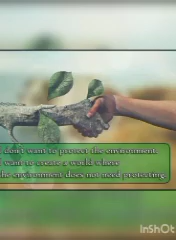 don't want to protect the environment.
want to create a world where
the environment does not need protecting.
InShOt